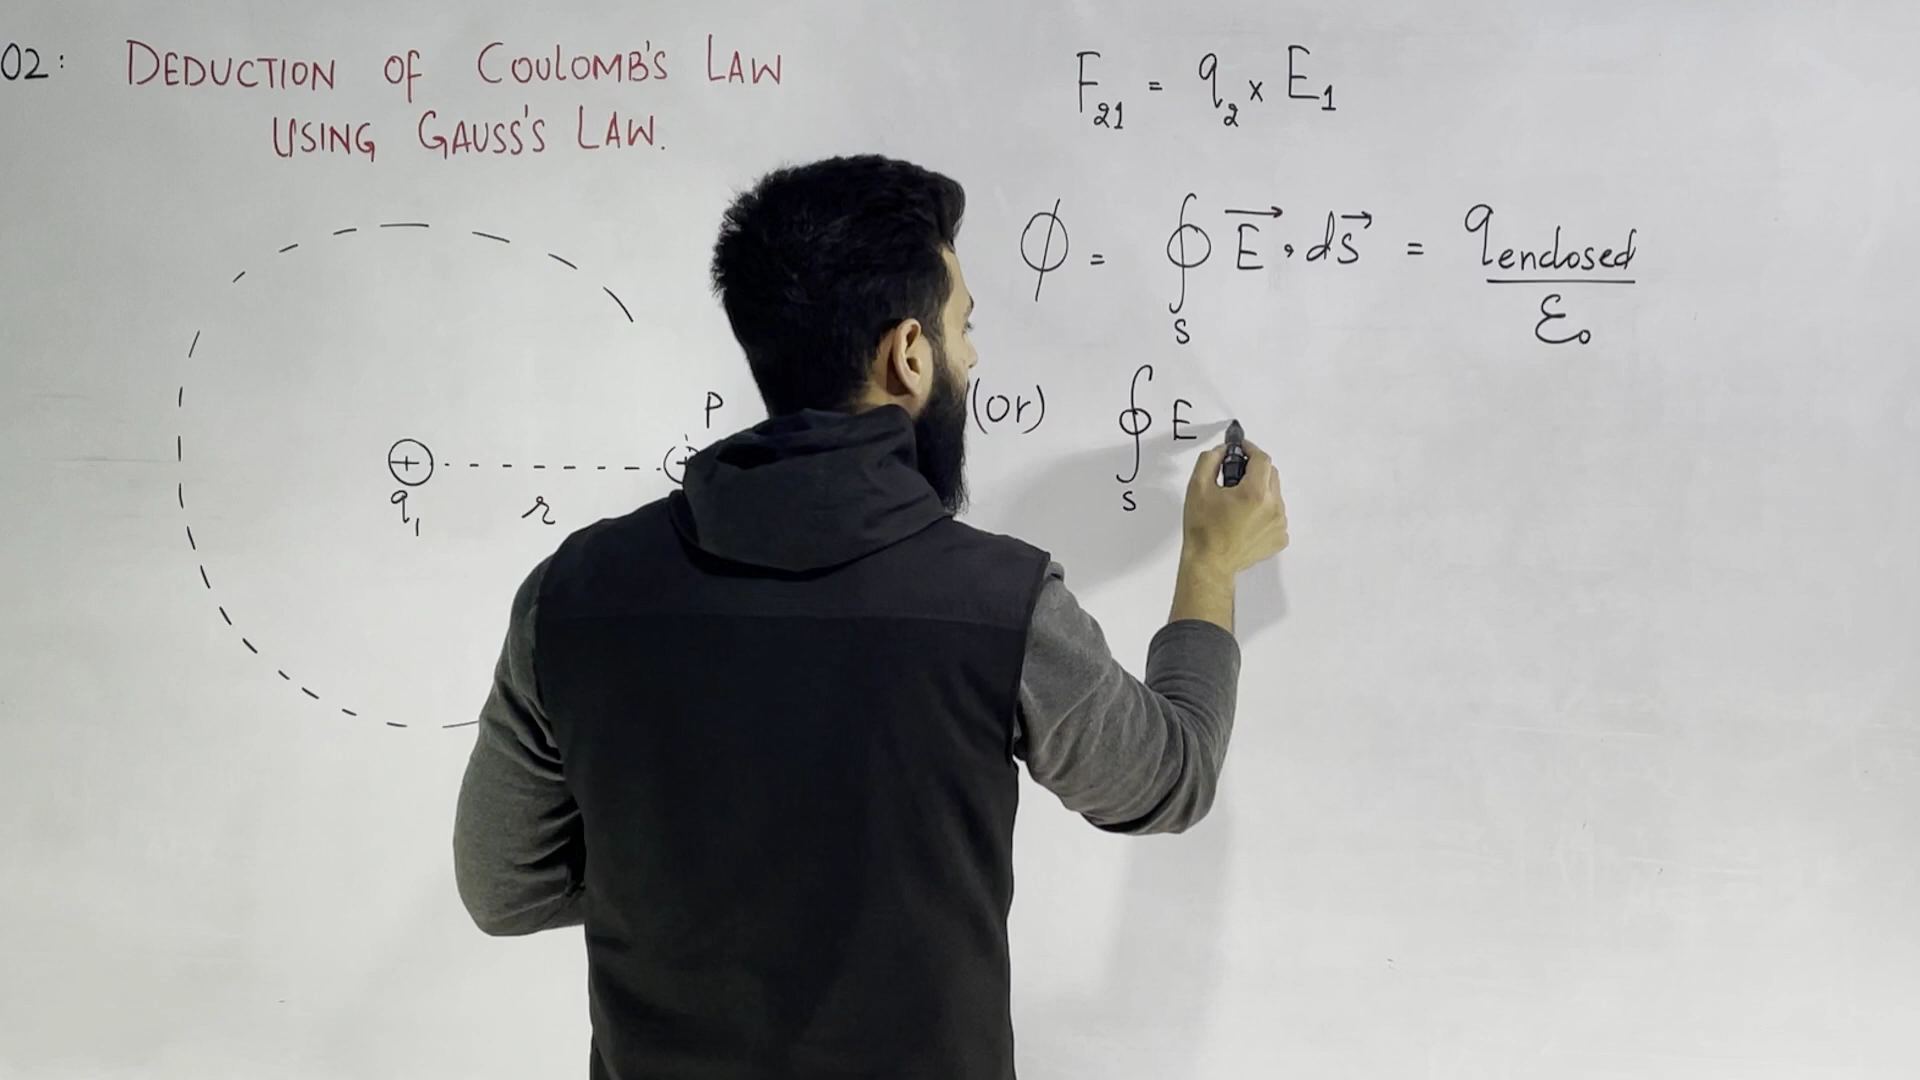 02: DEDUCTION OF COULOMB'S LAW
USING GAUSS'S LAW.
F₂₁ = q₂ × E₁
ϕ = ∮ E⃗ · ds⃗ = q enclosed / ε₀
S
(or) ∮ E
S
P
+ +
q₁ r